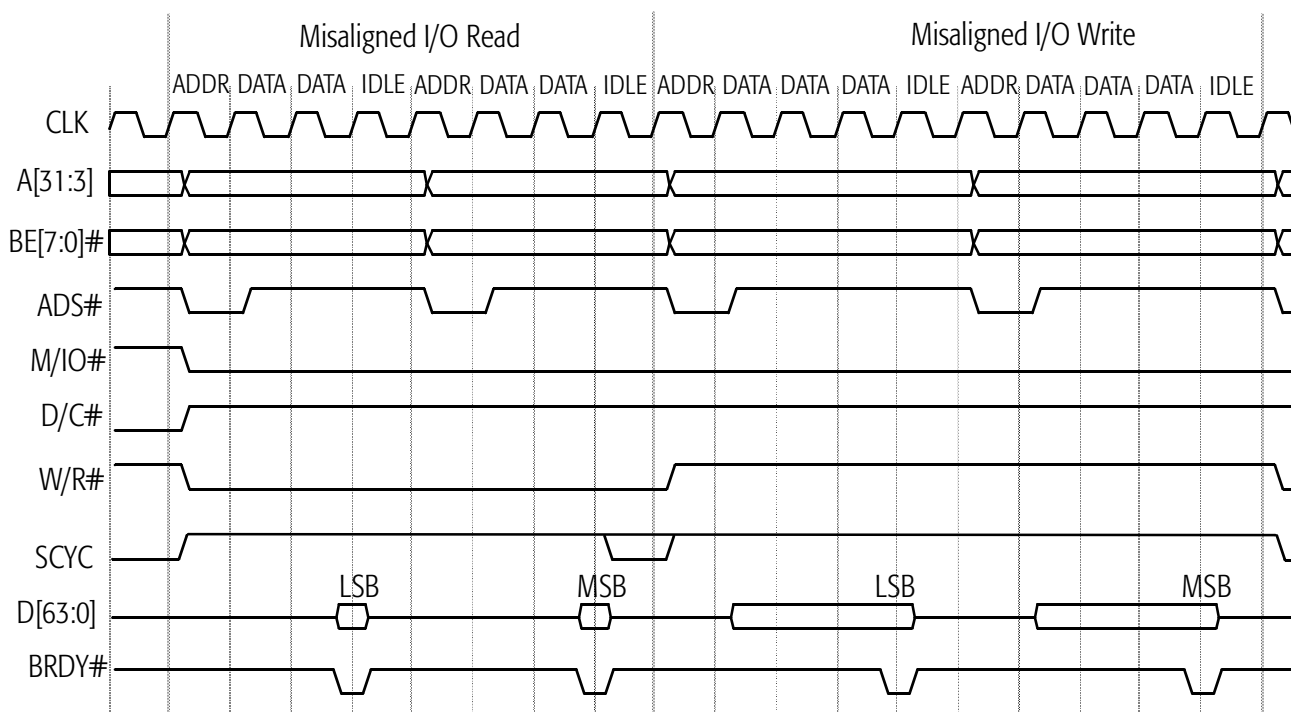 Misaligned I/O Read Misaligned I/O Write
ADDR DATA DATA IDLE ADDR DATA DATA IDLE ADDR DATA DATA DATA IDLE ADDR DATA DATA DATA IDLE
CLK
A[31:3]
BE[7:0]#
ADS#
M/IO#
D/C#
W/R#
SCYC
LSB MSB LSB MSB
D[63:0]
BRDY#